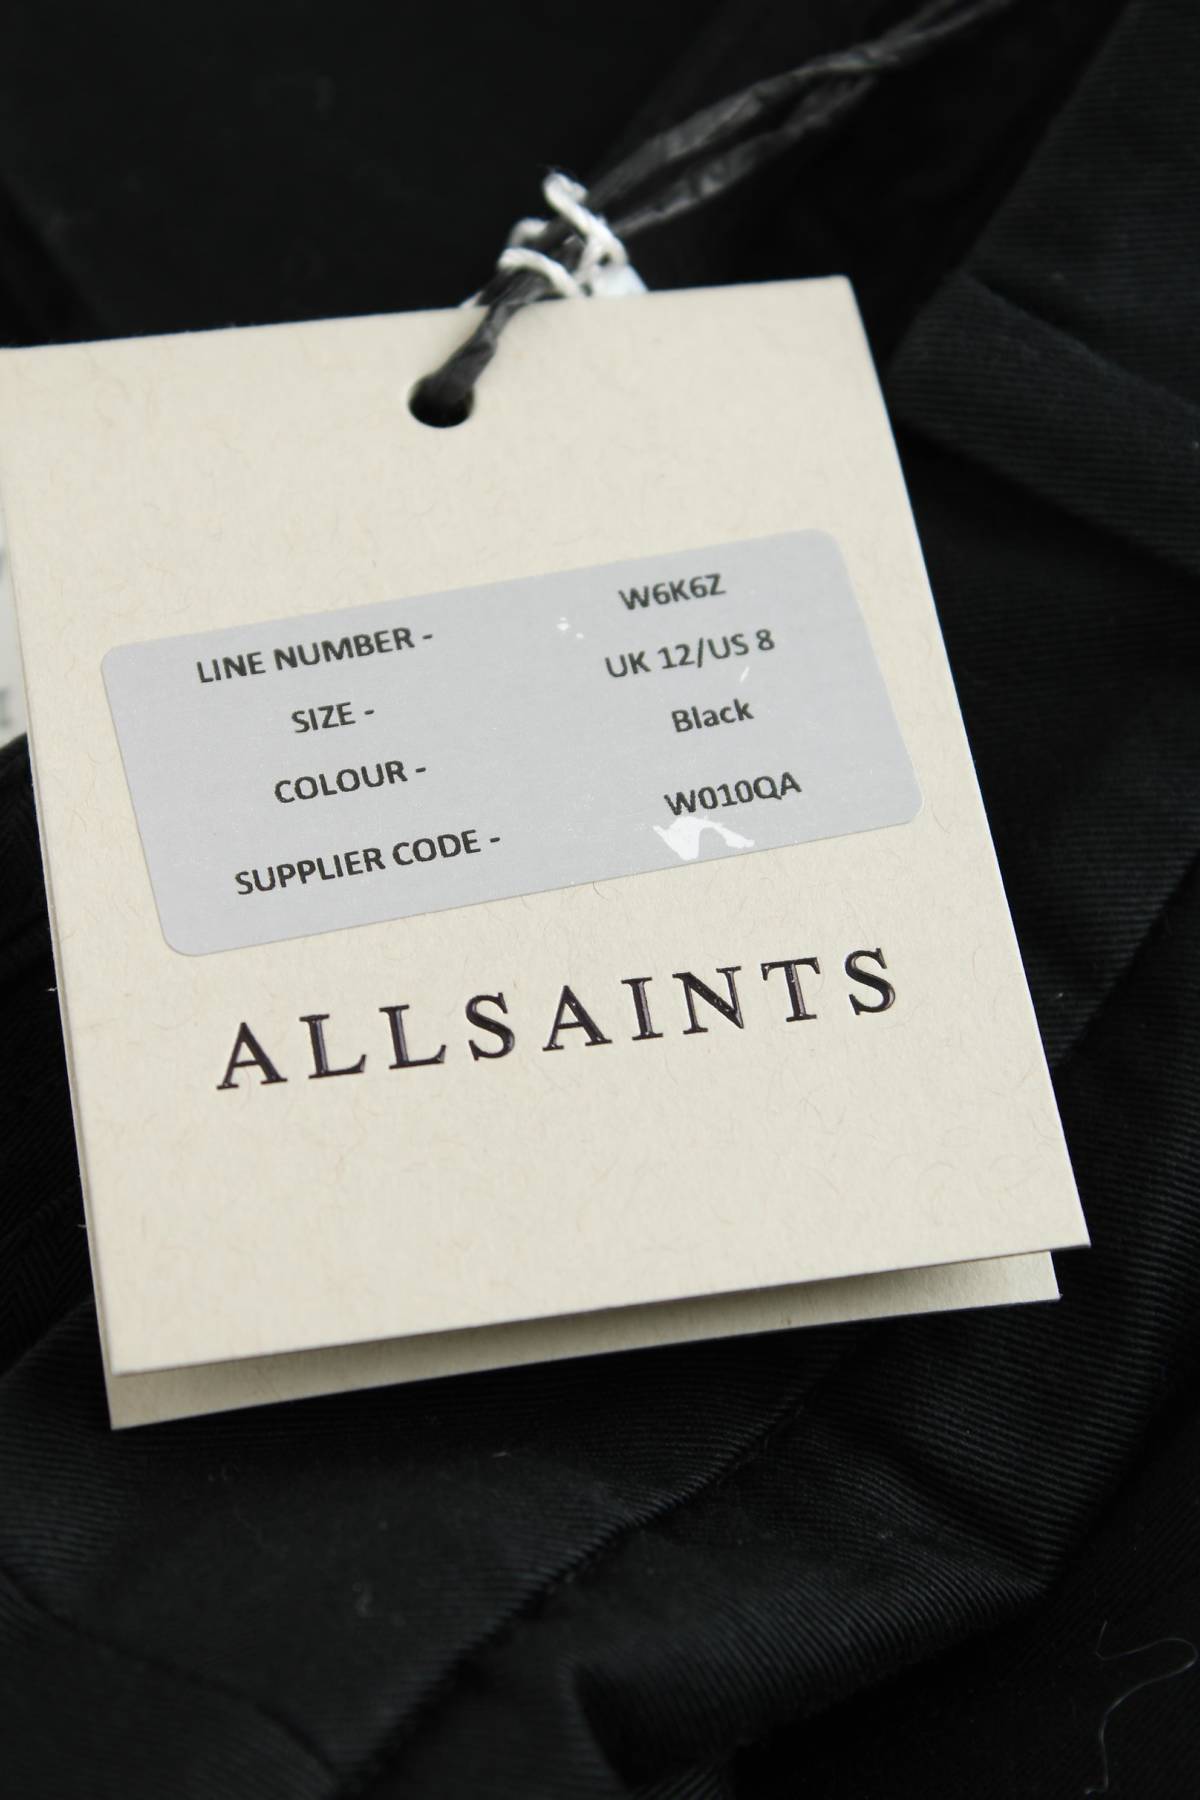 LINE NUMBER - W6K6Z
SIZE - UK 12/US 8
COLOUR - Black
SUPPLIER CODE - W010QA
ALLSAINTS